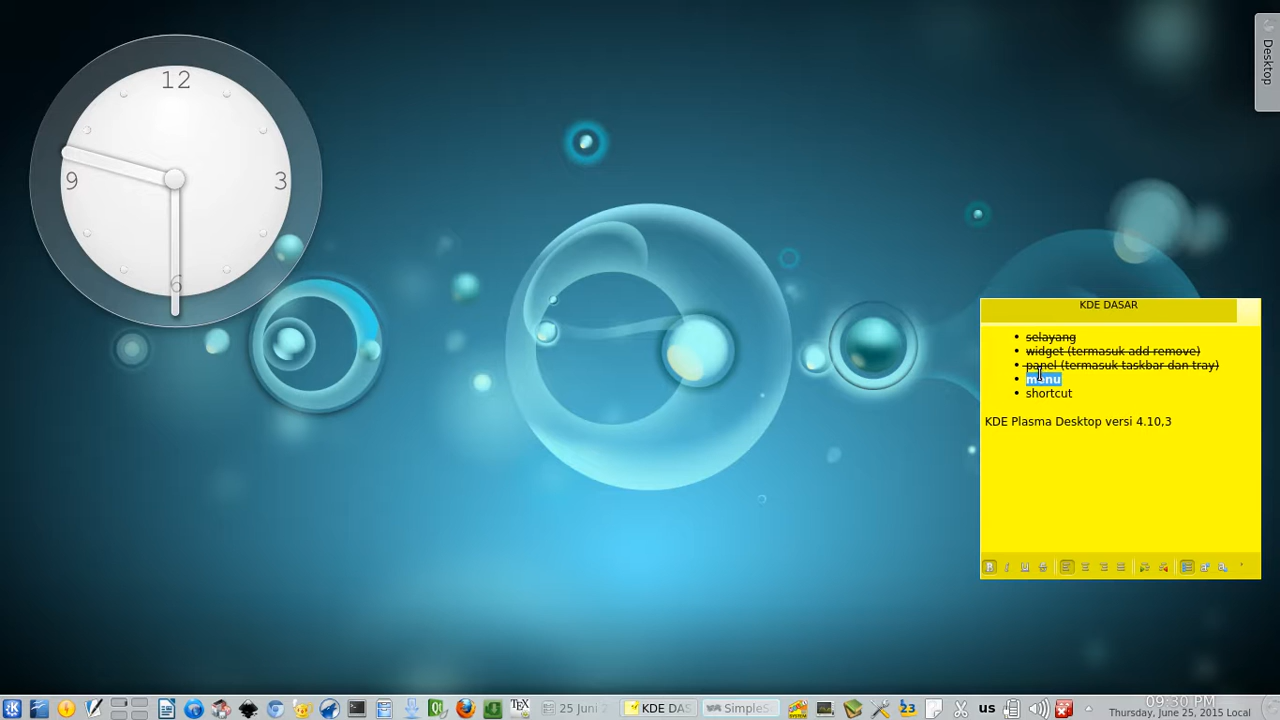 12
9
3
6
Desktop
KDE DASAR
selayang
widget (termasuk add remove)
panel (termasuk taskbar dan tray)
menu
shortcut
KDE Plasma Desktop versi 4.10,3
TEX
25 Juni 2
KDE DAS
SimpleS
23
us
09:30 PM
Thursday, June 25, 2015 Local